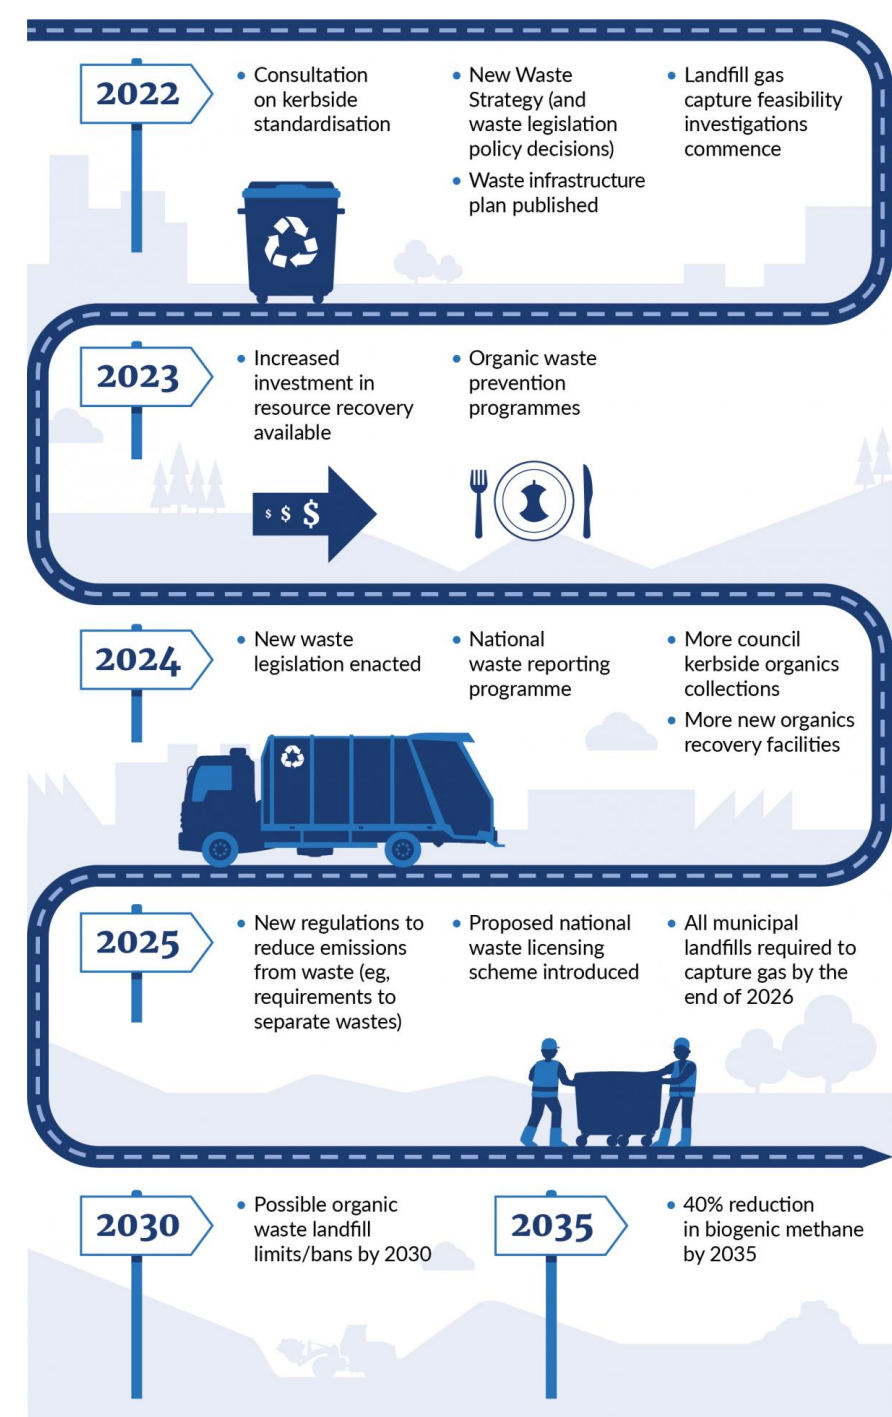 2022
• Consultation
on kerbside
standardisation
• New Waste
Strategy (and
waste legislation
policy decisions)
• Waste infrastructure
plan published
• Landfill gas
capture feasibility
investigations
commence
2023
• Increased
investment in
resource recovery
available
• Organic waste
prevention
programmes
$ $ $
2024
• New waste
legislation enacted
• National
waste reporting
programme
• More council
kerbside organics
collections
• More new organics
recovery facilities
2025
• New regulations to
reduce emissions
from waste (eg,
requirements to
separate wastes)
• Proposed national
waste licensing
scheme introduced
• All municipal
landfills required to
capture gas by the
end of 2026
2030
• Possible organic
waste landfill
limits/bans by 2030
2035
• 40% reduction
in biogenic methane
by 2035